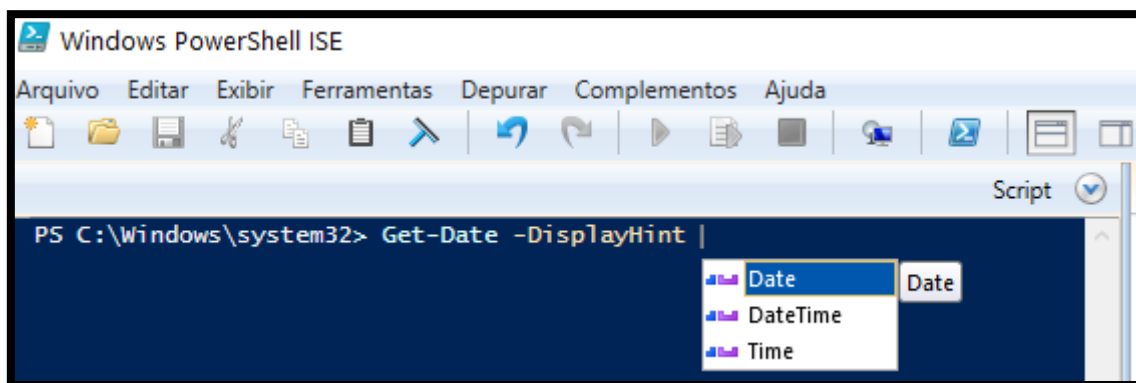 Windows PowerShell ISE
Arquivo Editar Exibir Ferramentas Depurar Complementos Ajuda
Script
PS C:\Windows\system32> Get-Date -DisplayHint
Date Date
DateTime
Time